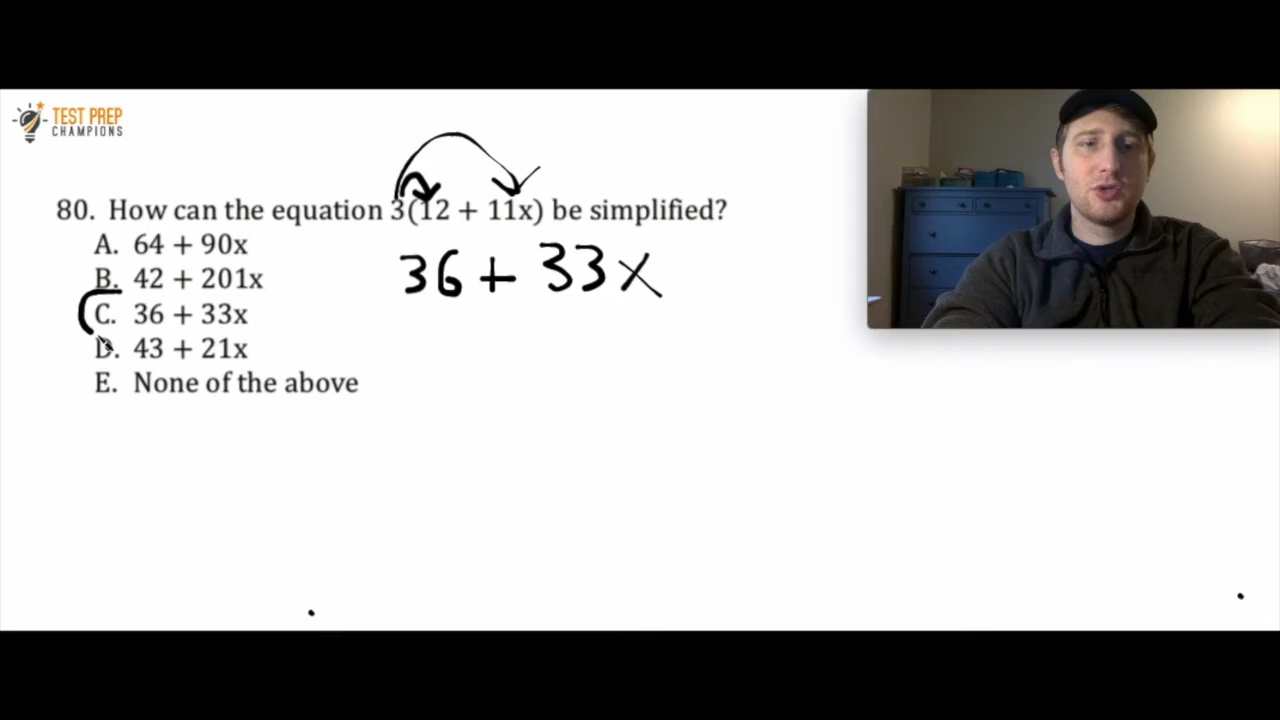 TEST PREP
CHAMPIONS
80. How can the equation 3(12 + 11x) be simplified?
A. 64 + 90x
B. 42 + 201x
C. 36 + 33x
D. 43 + 21x
E. None of the above
36 + 33x